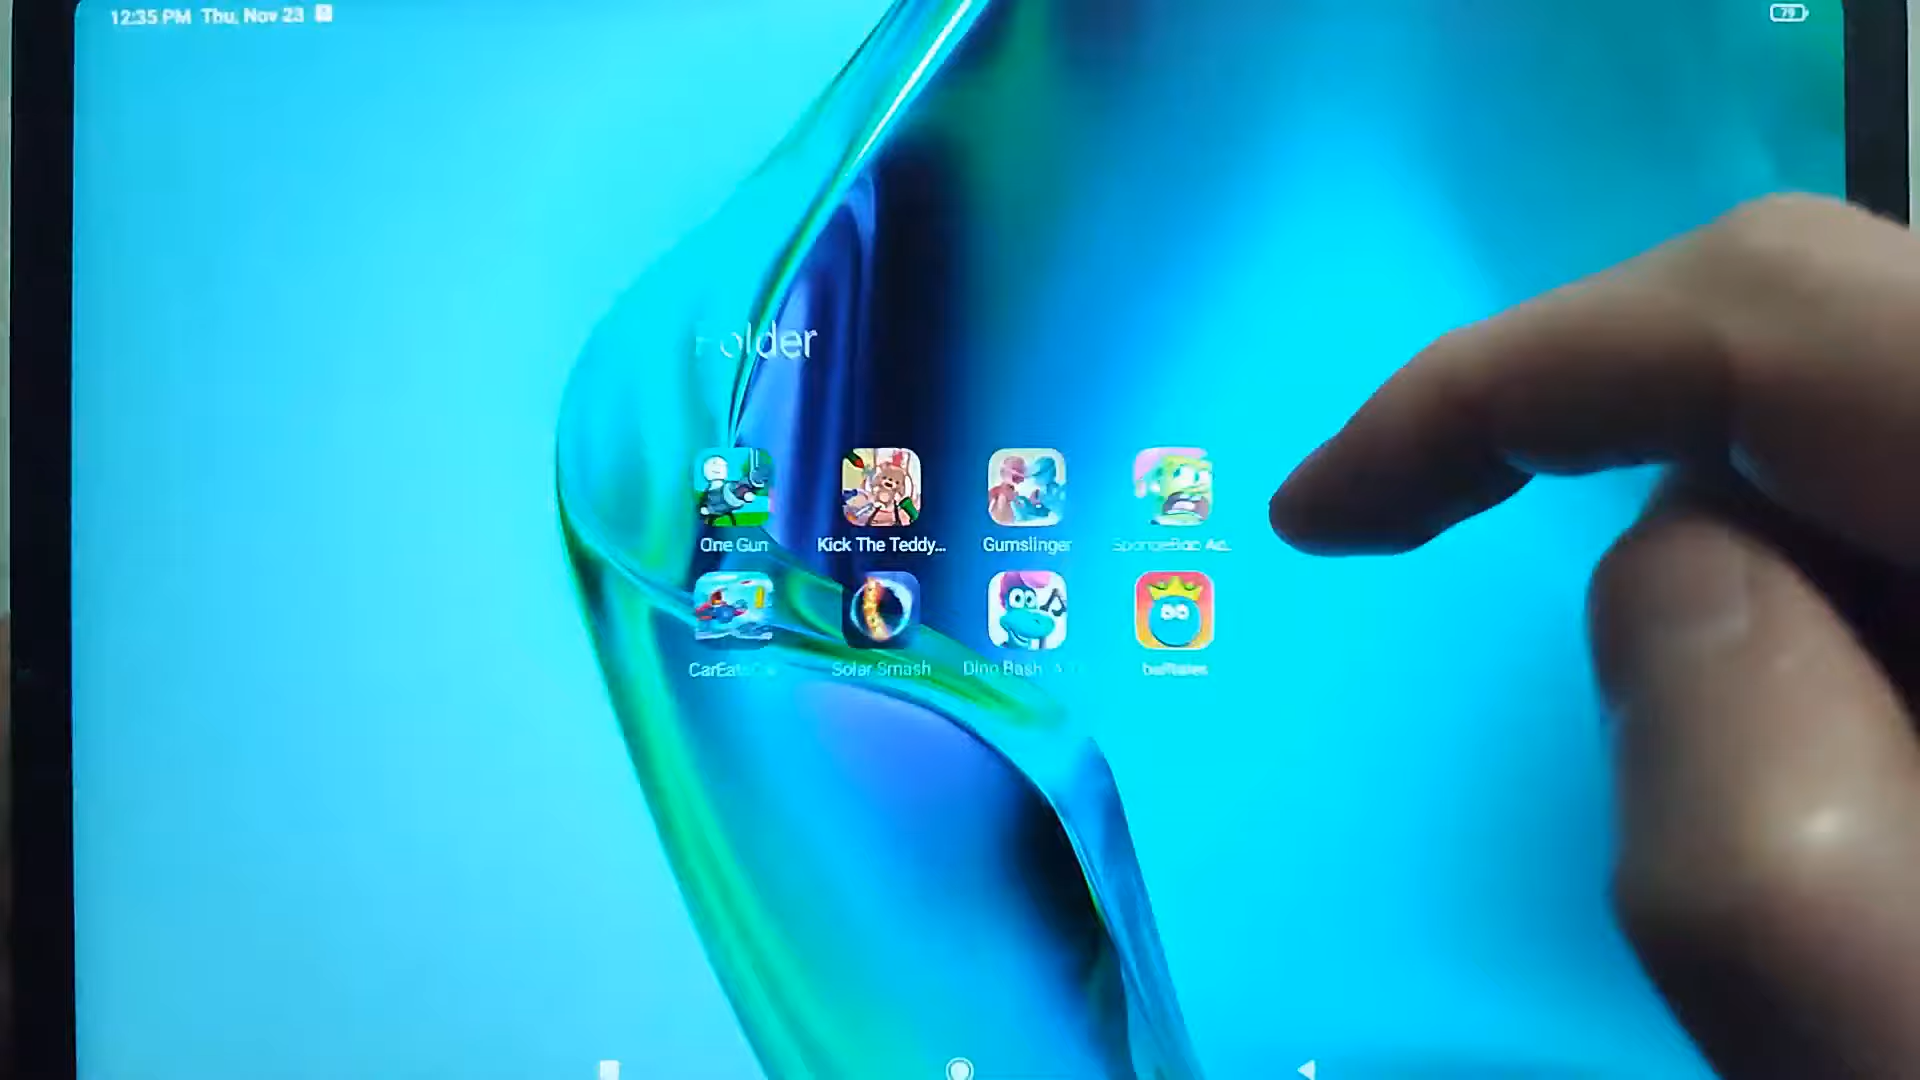 12:35 PM Thu, Nov 23
79
Folder
One Gun
Kick The Teddy...
Gumslinger
SpongeBob Ad...
Solar Smash
Dino Bash